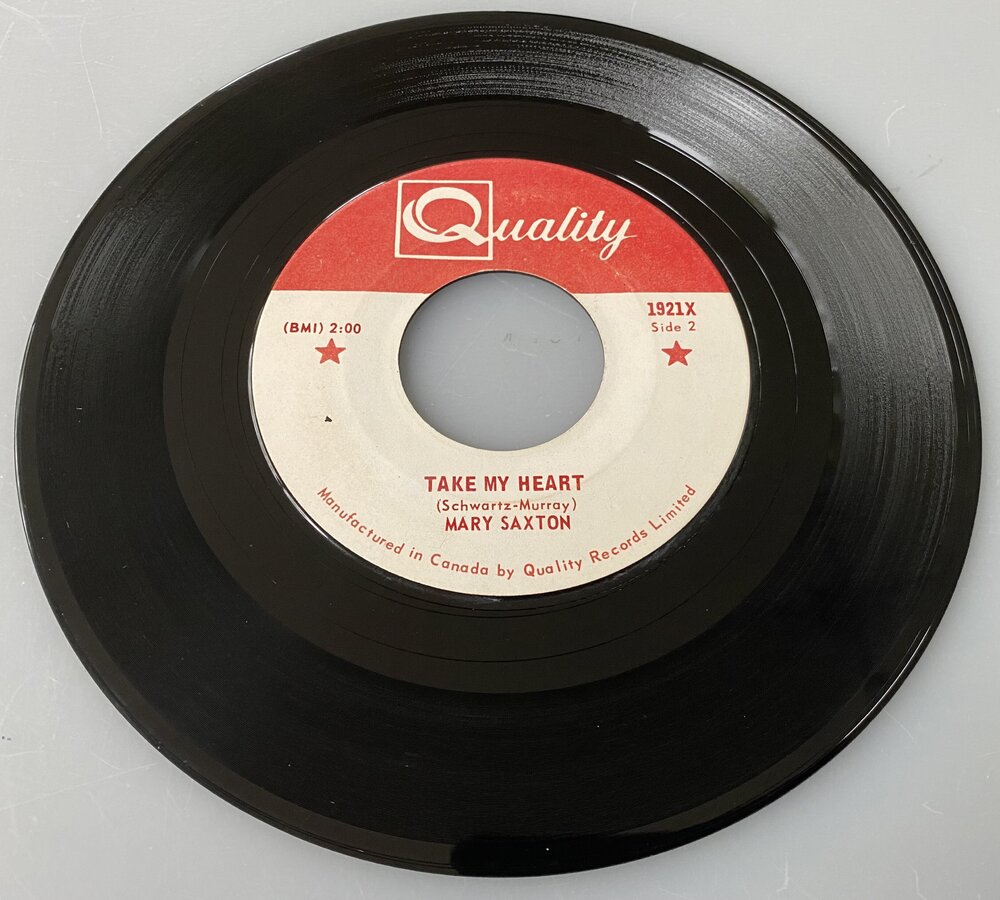 Quality
1921X
(BMI) 2:00
Side 2
TAKE MY HEART
(Schwartz-Murray)
MARY SAXTON
Manufactured in Canada by Quality Records Limited